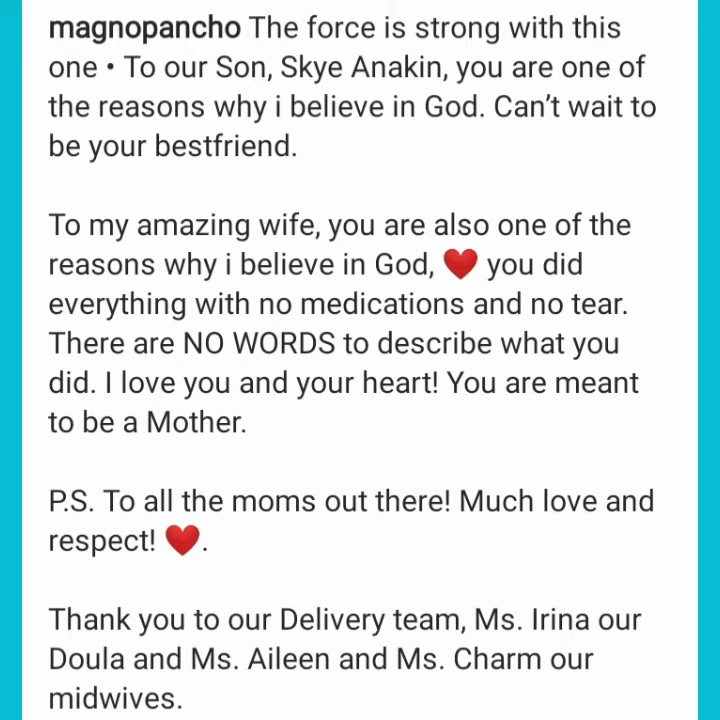 magnopancho The force is strong with this
one • To our Son, Skye Anakin, you are one of
the reasons why i believe in God. Can’t wait to
be your bestfriend.
To my amazing wife, you are also one of the
reasons why i believe in God, ❤️ you did
everything with no medications and no tear.
There are NO WORDS to describe what you
did. I love you and your heart! You are meant
to be a Mother.
P.S. To all the moms out there! Much love and
respect! ❤️.
Thank you to our Delivery team, Ms. Irina our
Doula and Ms. Aileen and Ms. Charm our
midwives.